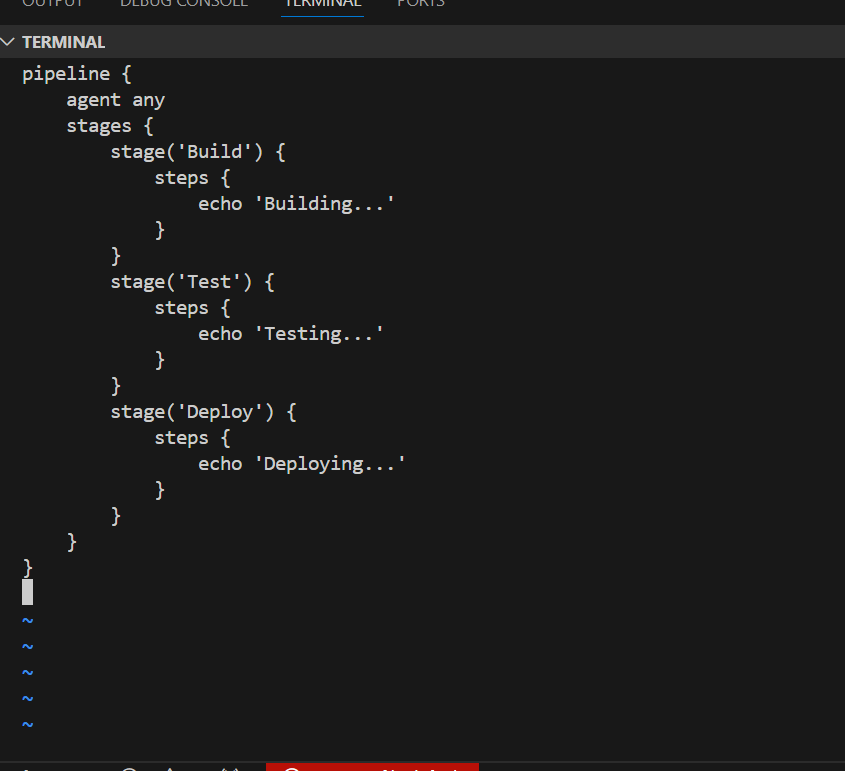 OUTPUT DEBUG CONSOLE TERMINAL PORTS
TERMINAL
pipeline {
    agent any
    stages {
        stage('Build') {
            steps {
                echo 'Building...'
            }
        }
        stage('Test') {
            steps {
                echo 'Testing...'
            }
        }
        stage('Deploy') {
            steps {
                echo 'Deploying...'
            }
        }
    }
}
~
~
~
~
~